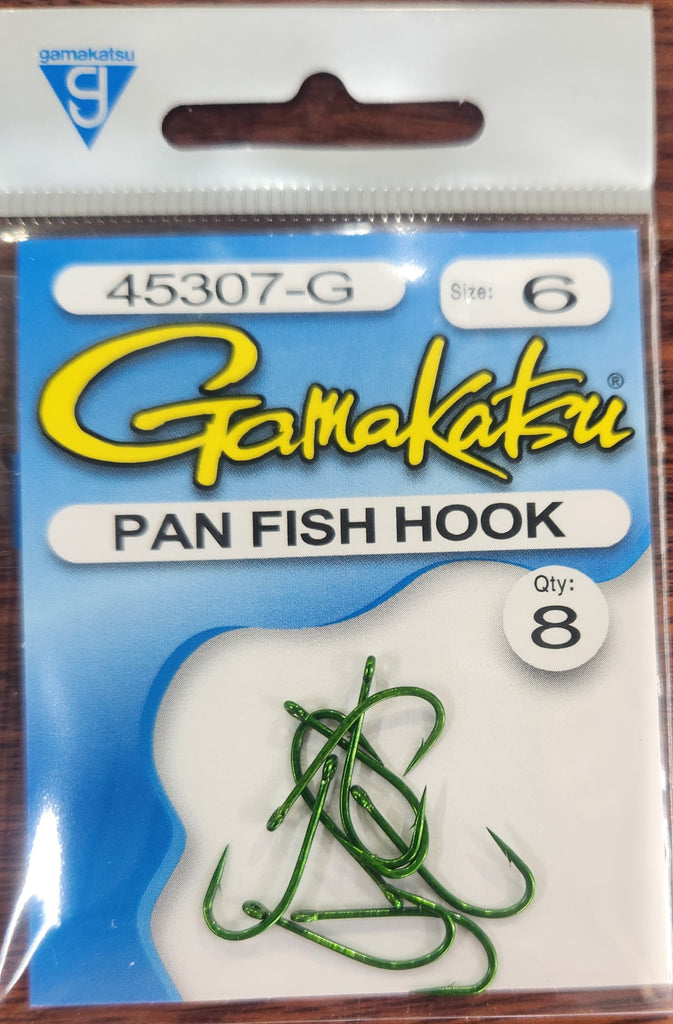 gamakatsu
g
45307-G
Size: 6
Gamakatsu®
PAN FISH HOOK
Qty:
8